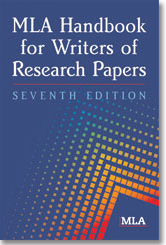 MLA Handbook
for Writers of
Research Papers
SEVENTH EDITION
MLA